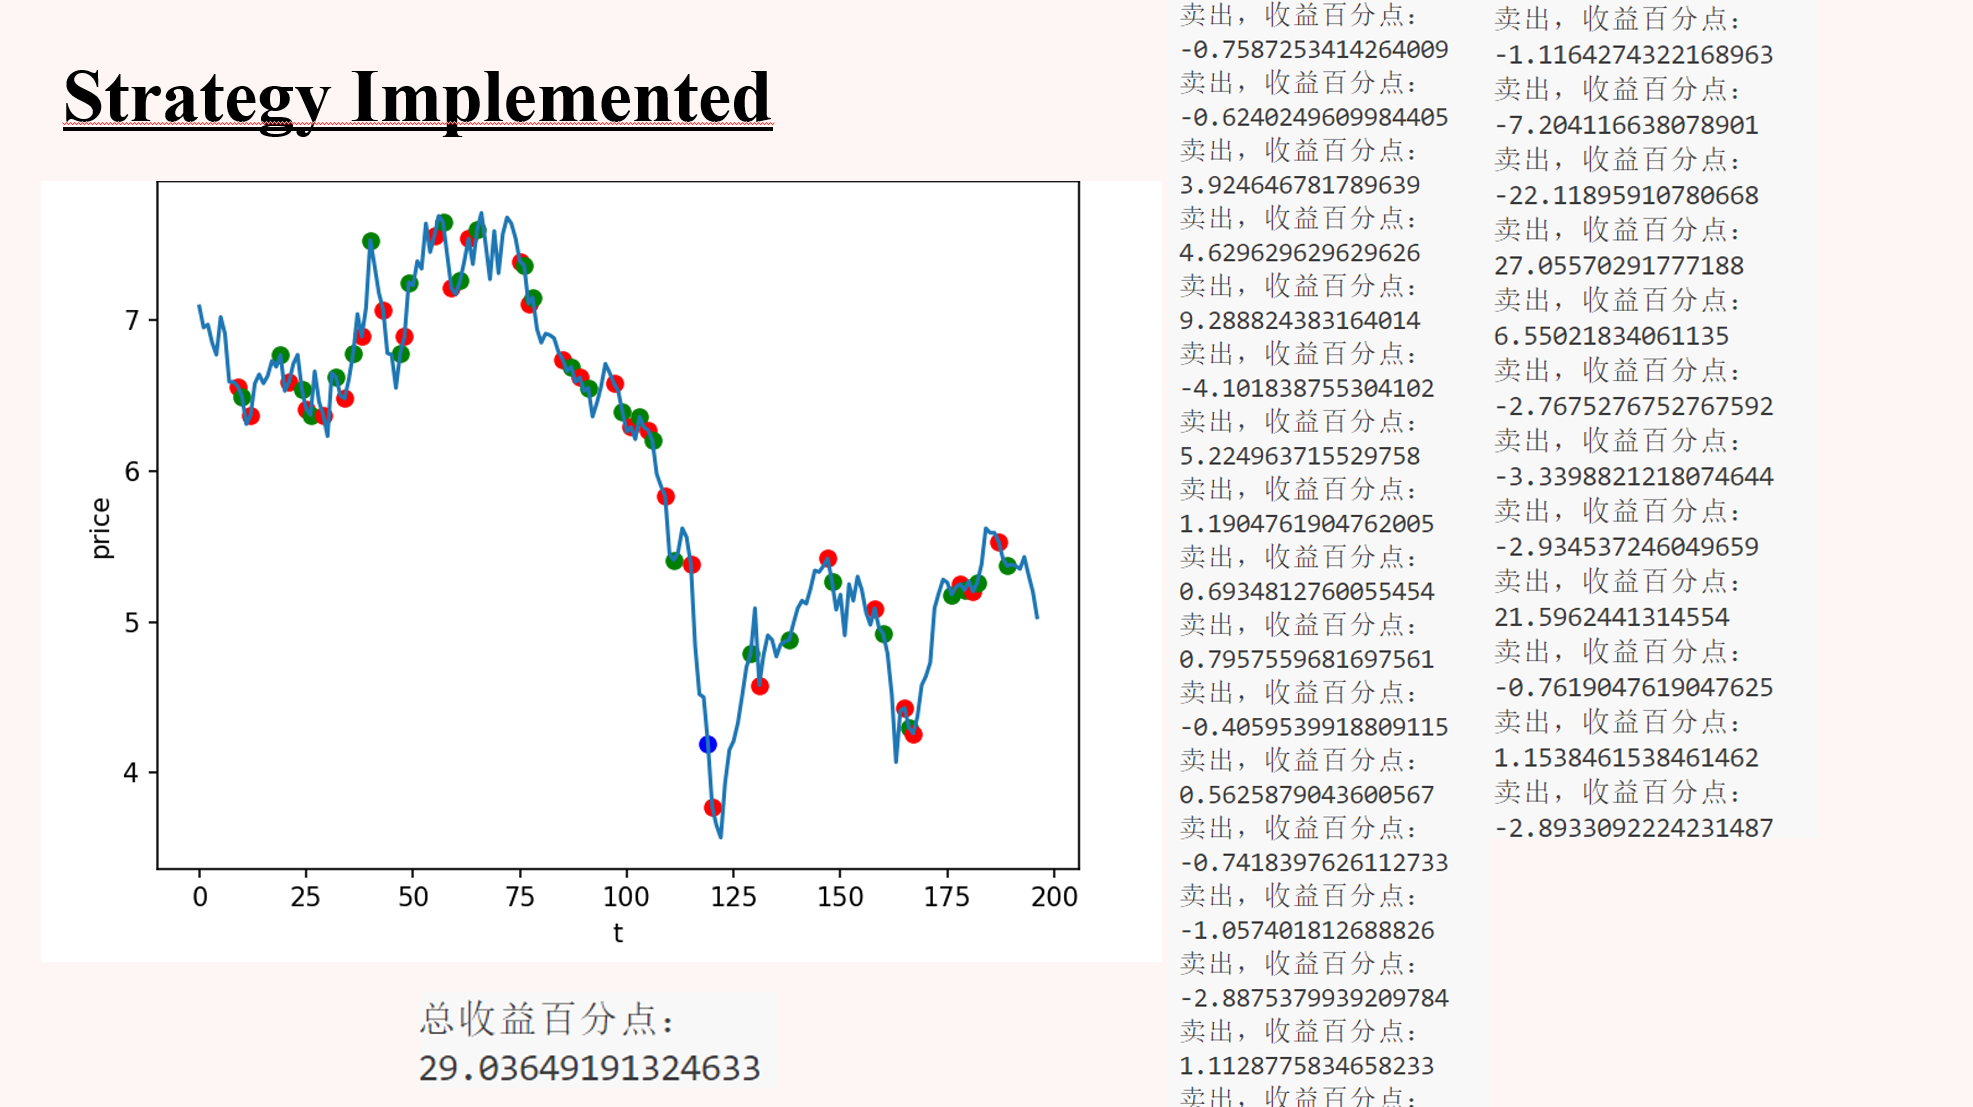 Strategy Implemented
7
6
5
4
price
0 25 50 75 100 125 150 175 200
t
总收益百分点:
29.03649191324633
卖出，收益百分点:
-0.7587253414264009
卖出，收益百分点:
-0.6240249609984405
卖出，收益百分点:
3.924646781789639
卖出，收益百分点:
4.629629629629626
卖出，收益百分点:
9.288824383164014
卖出，收益百分点:
-4.101838755304102
卖出，收益百分点:
5.224963715529758
卖出，收益百分点:
1.1904761904762005
卖出，收益百分点:
0.6934812760055454
卖出，收益百分点:
0.7957559681697561
卖出，收益百分点:
-0.4059539918809115
卖出，收益百分点:
0.5625879043600567
卖出，收益百分点:
-0.7418397626112733
卖出，收益百分点:
-1.057401812688826
卖出，收益百分点:
-2.8875379939209784
卖出，收益百分点:
1.1128775834658233
卖出，收益百分点:
卖出，收益百分点:
-1.1164274322168963
卖出，收益百分点:
-7.204116638078901
卖出，收益百分点:
-22.11895910780668
卖出，收益百分点:
27.05570291777188
卖出，收益百分点:
6.55021834061135
卖出，收益百分点:
-2.7675276752767592
卖出，收益百分点:
-3.3398821218074644
卖出，收益百分点:
-2.934537246049659
卖出，收益百分点:
21.5962441314554
卖出，收益百分点:
-0.7619047619047625
卖出，收益百分点:
1.1538461538461462
卖出，收益百分点:
-2.8933092224231487